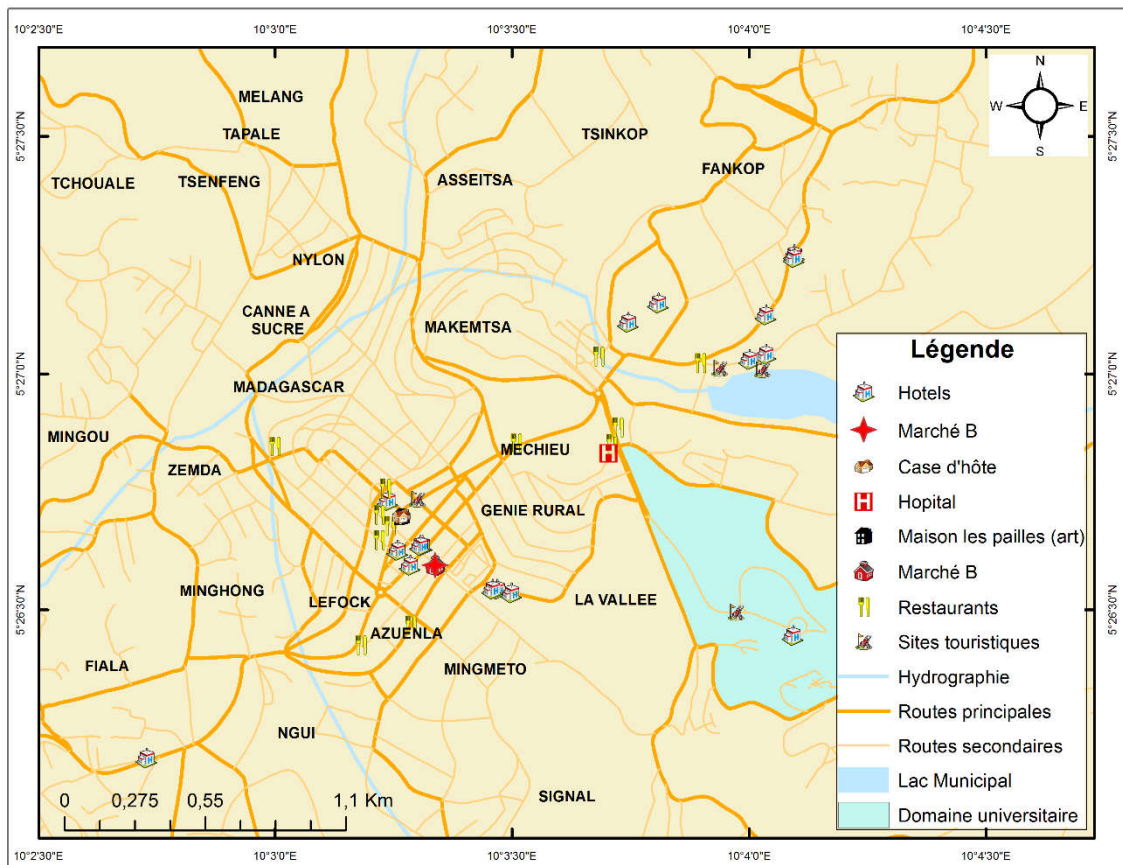 10°2'30"E 10°3'0"E 10°3'30"E 10°4'0"E 10°4'30"E
N
W E
S
5°27'30"N 5°27'30"N
MELANG
TAPALE
TSINKOP
TCHOUALE
TSENFENG
ASSEITSA
FANKOP
NYLON
CANNE A
SUCRE
MAKEMTSA
5°27'0"N 5°27'0"N
MADAGASCAR
MINGOU
ZEMDA
MECHIEU
H
GENIE RURAL
MINGHONG
LEFOCK
LA VALLEE
5°26'30"N 5°26'30"N
AZUENLA
FIALA
MINGMETO
NGUI
SIGNAL
0 0,275 0,55 1,1 Km
Légende
Hotels
Marché B
Case d'hôte
H Hopital
Maison les pailles (art)
Marché B
Restaurants
Sites touristiques
Hydrographie
Routes principales
Routes secondaires
Lac Municipal
Domaine universitaire
10°2'30"E 10°3'0"E 10°3'30"E 10°4'0"E 10°4'30"E